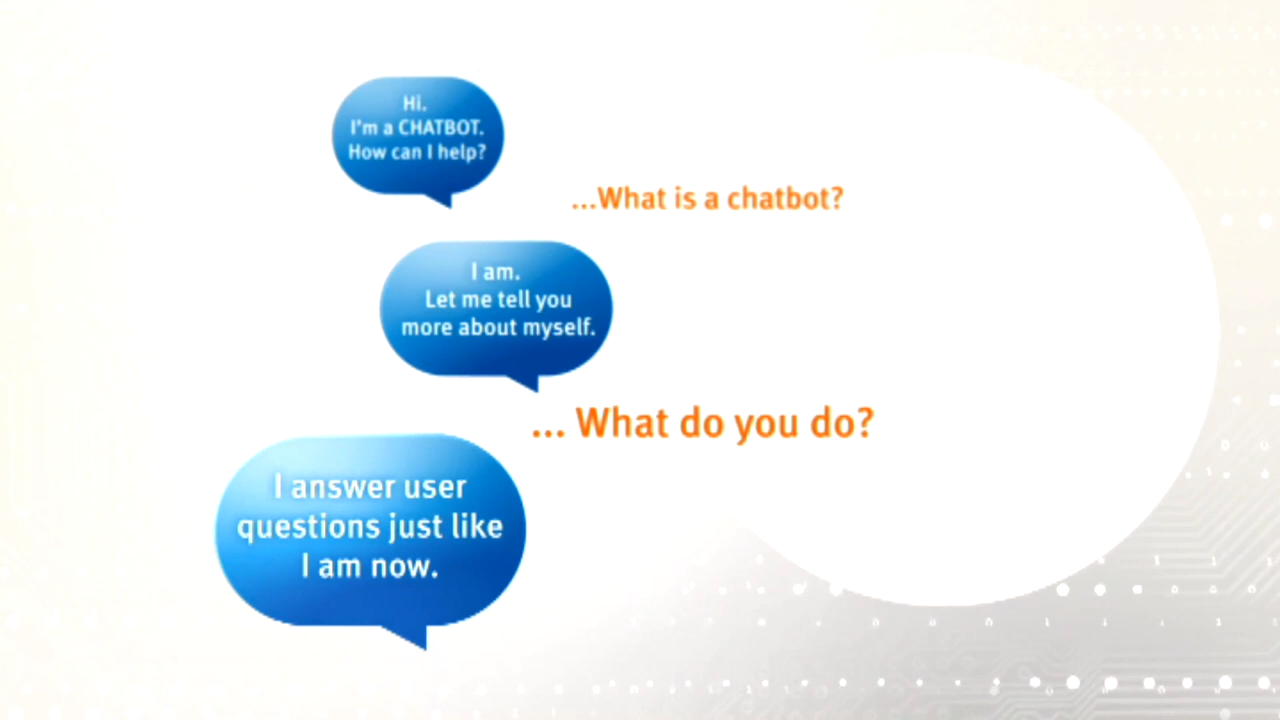 Hi.
I'm a CHATBOT.
How can I help?
...What is a chatbot?
I am.
Let me tell you
more about myself.
... What do you do?
I answer user
questions just like
I am now.